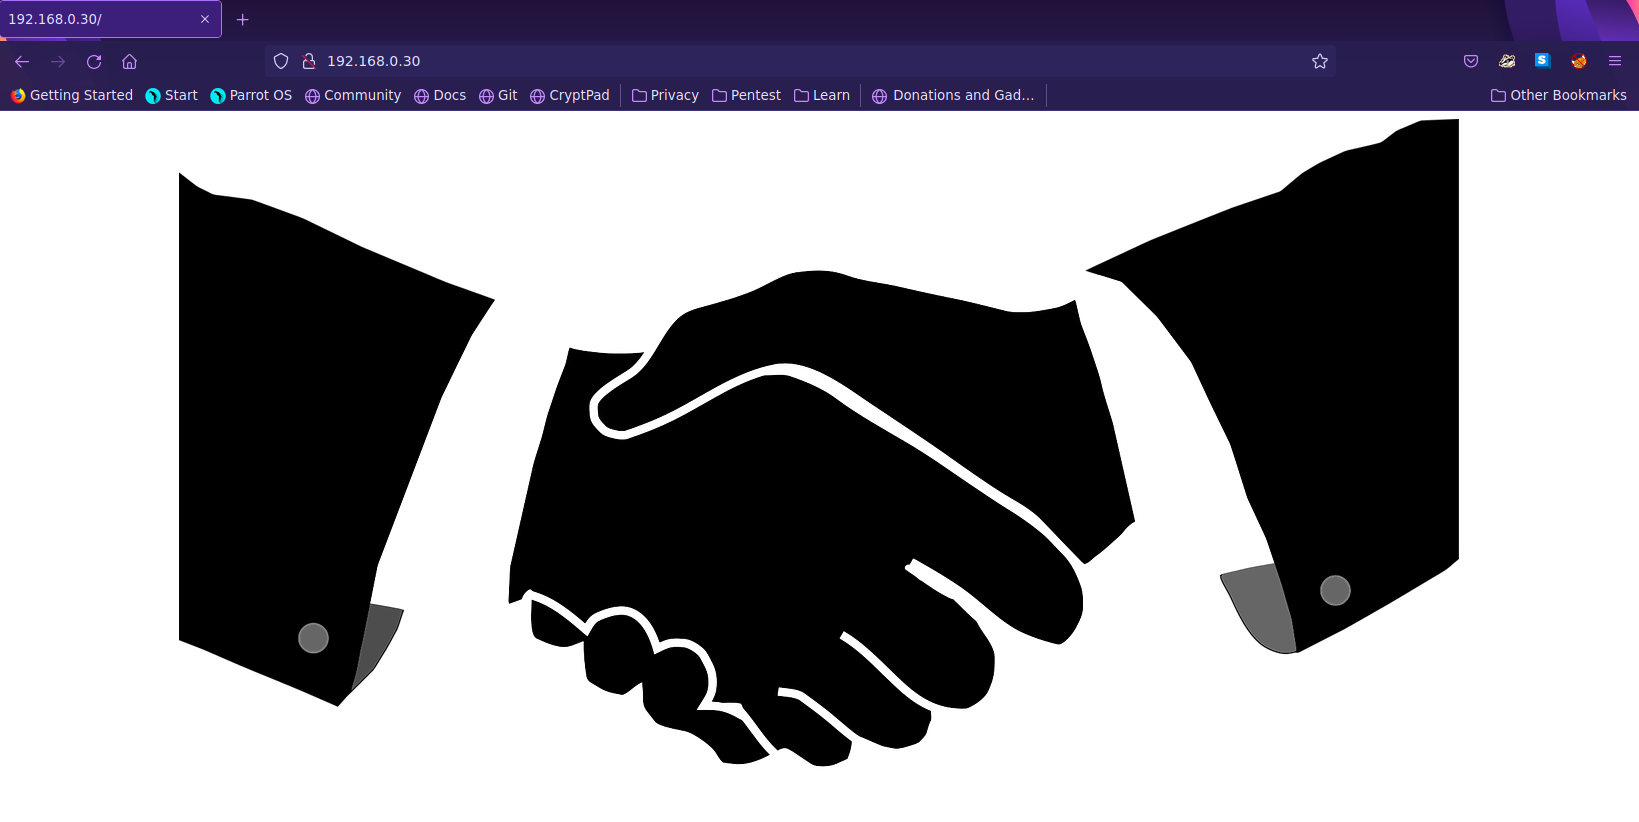 192.168.0.30/
192.168.0.30
Getting Started Start Parrot OS Community Docs Git CryptPad Privacy Pentest Learn Donations and Gad… Other Bookmarks